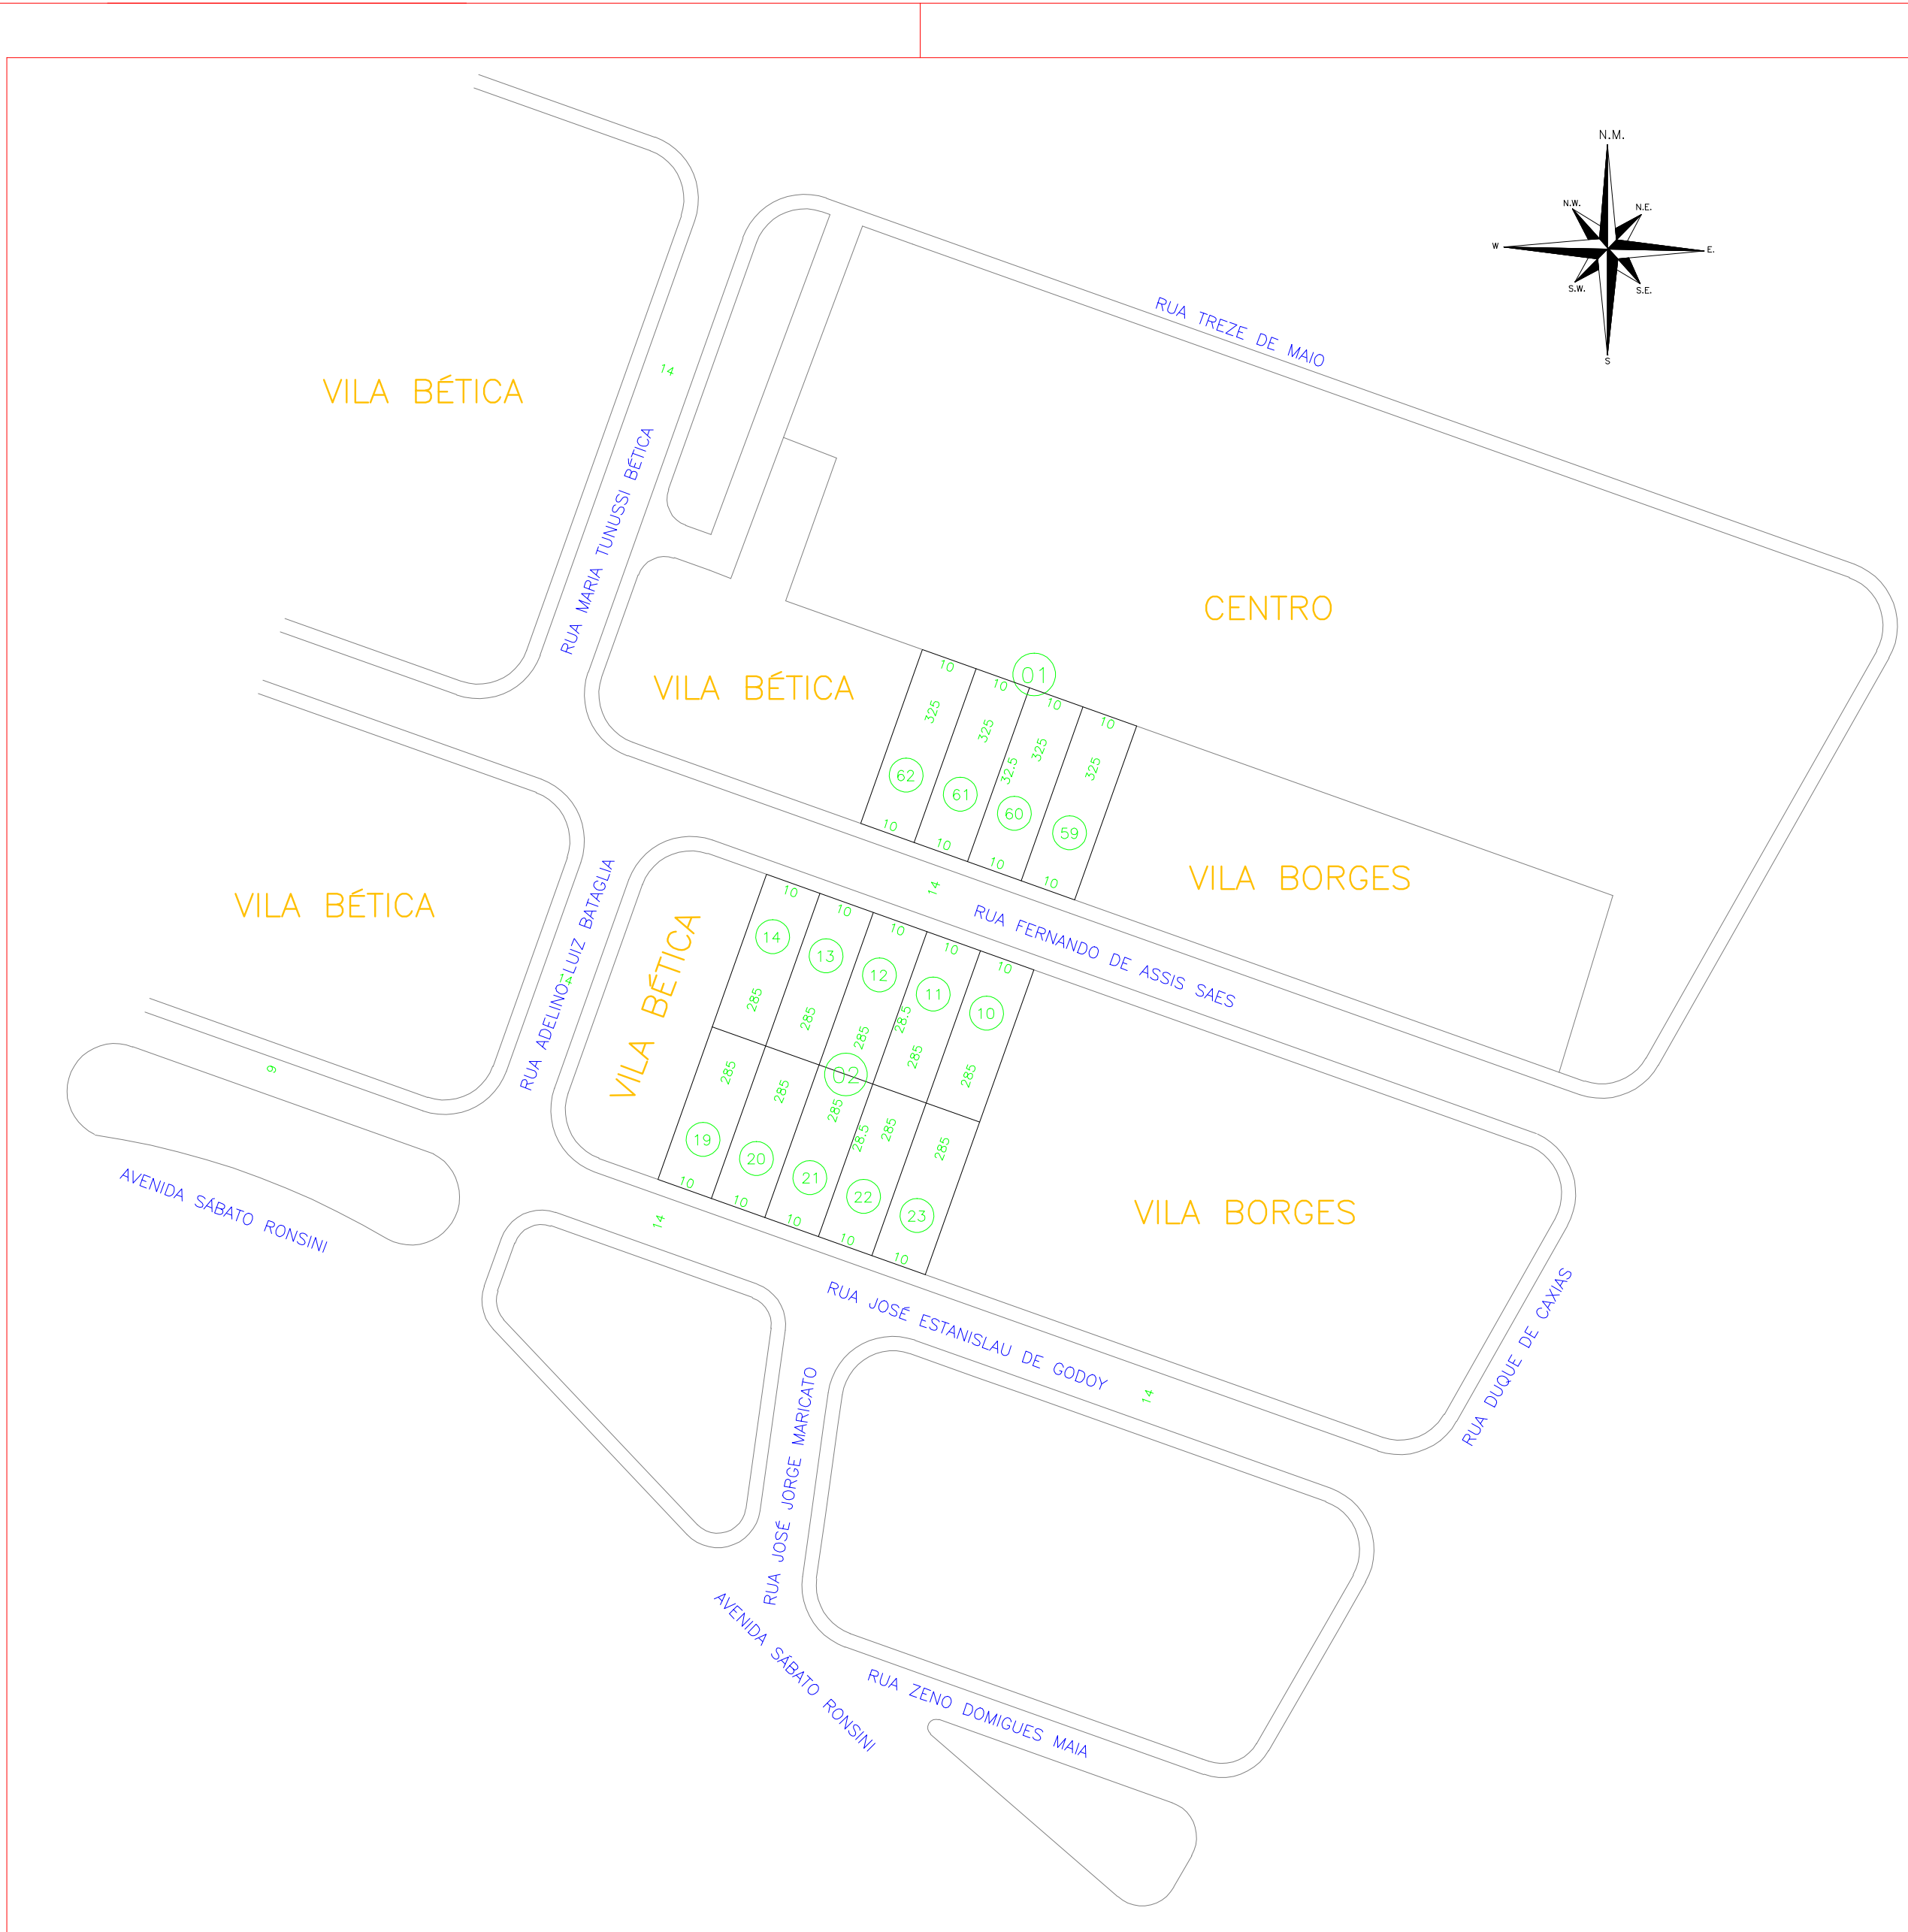 N.M.
N.W.
N.E.
W
E.
S.W.
S.E.
S
RUA TREZE DE MAIO
14
VILA BÉTICA
RUA MARIA TUNUSSI BÉTICA
CENTRO
VILA BÉTICA
01
10
10
10
10
325
325
325
325
32.5
62
61
60
59
10
10
10
10
VILA BORGES
14
RUA FERNANDO DE ASSIS SAES
VILA BÉTICA
RUA ADELINO LUIZ BATAGLIA
14
VILA BÉTICA
10
10
10
10
10
14
13
12
11
10
285
285
285
28.5
285
285
02
285
285
285
28.5
285
285
19
20
21
22
23
10
10
10
10
10
9
AVENIDA SÁBATO RONSINI
14
VILA BORGES
RUA JOSÉ ESTANISLAU DE GODOY
14
RUA DUQUE DE CAXIAS
RUA JOSÉ JORGE MARICATO
AVENIDA SÁBATO RONSINI
RUA ZENO DOMIGUES MAIA